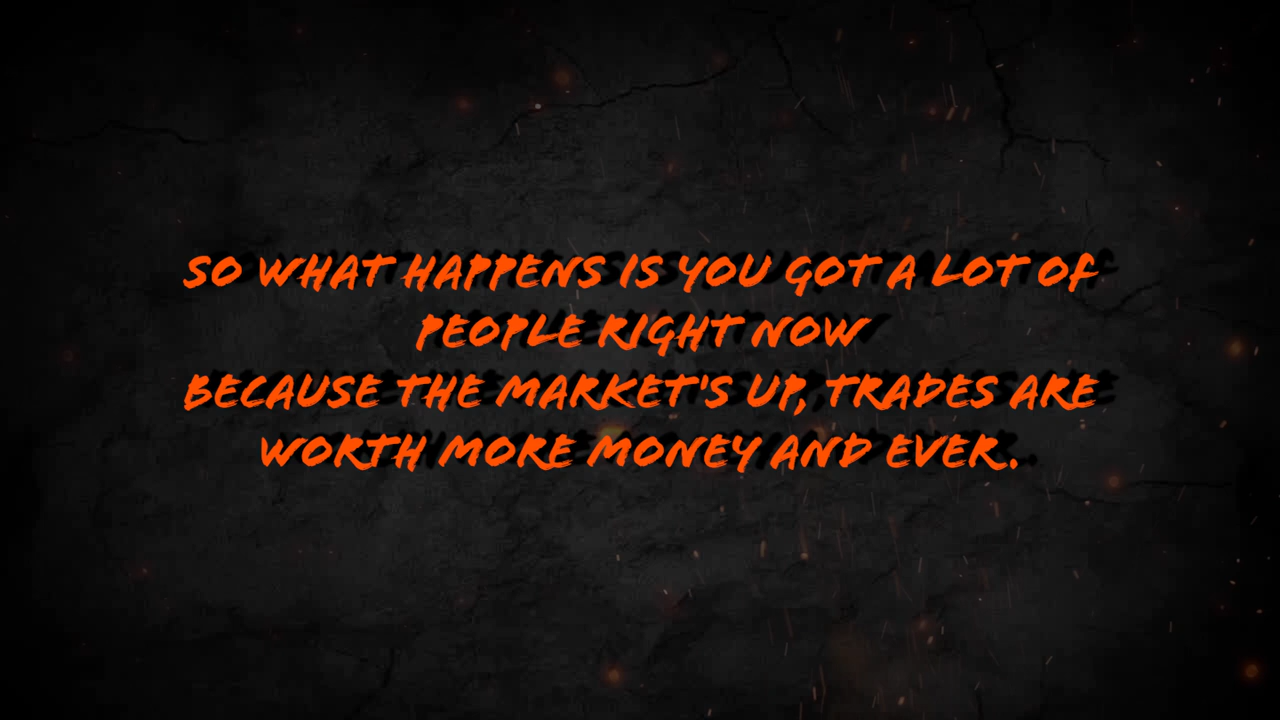 SO WHAT HAPPENS IS YOU GOT A LOT OF
PEOPLE RIGHT NOW
BECAUSE THE MARKET'S UP, TRADES ARE
WORTH MORE MONEY AND EVER.